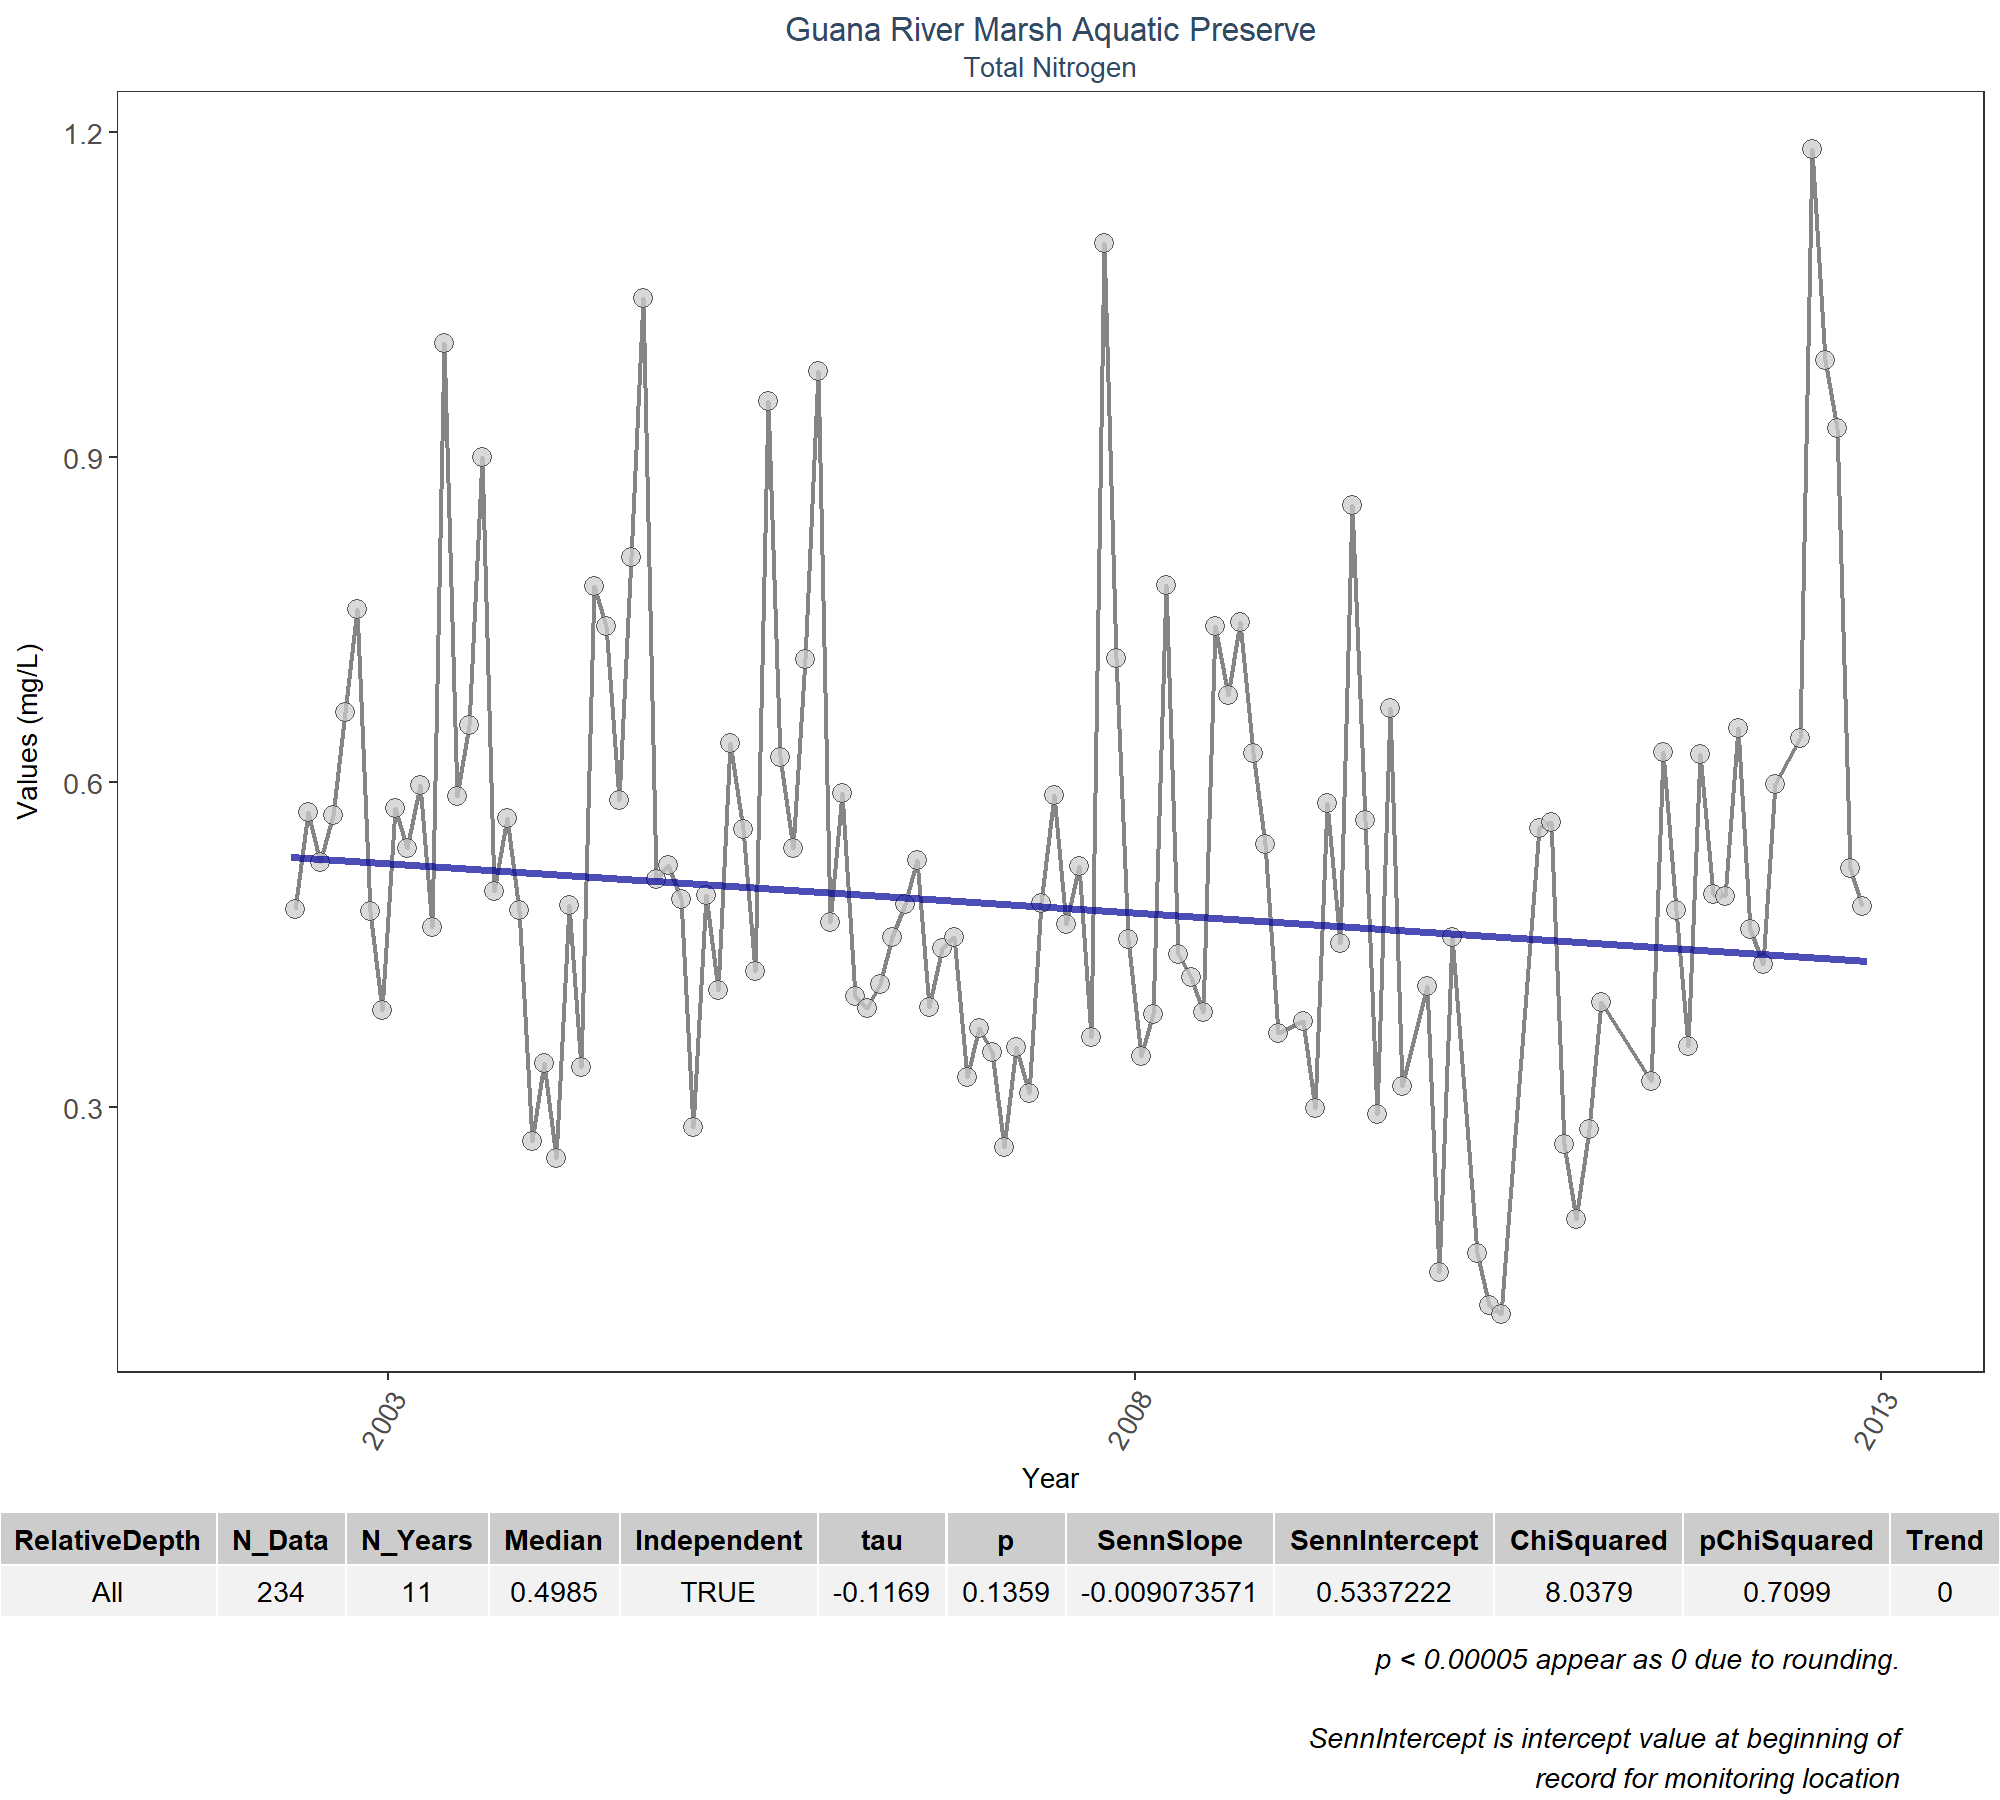 Guana River Marsh Aquatic Preserve
Total Nitrogen
1.2
0.9
0.6
0.3
Values (mg/L)
2003
2008
2013
Year
RelativeDepth N_Data N_Years Median Independent tau p SennSlope SennIntercept ChiSquared pChiSquared Trend
All 234 11 0.4985 TRUE -0.1169 0.1359 -0.009073571 0.5337222 8.0379 0.7099 0
p < 0.00005 appear as 0 due to rounding.
SennIntercept is intercept value at beginning of
record for monitoring location